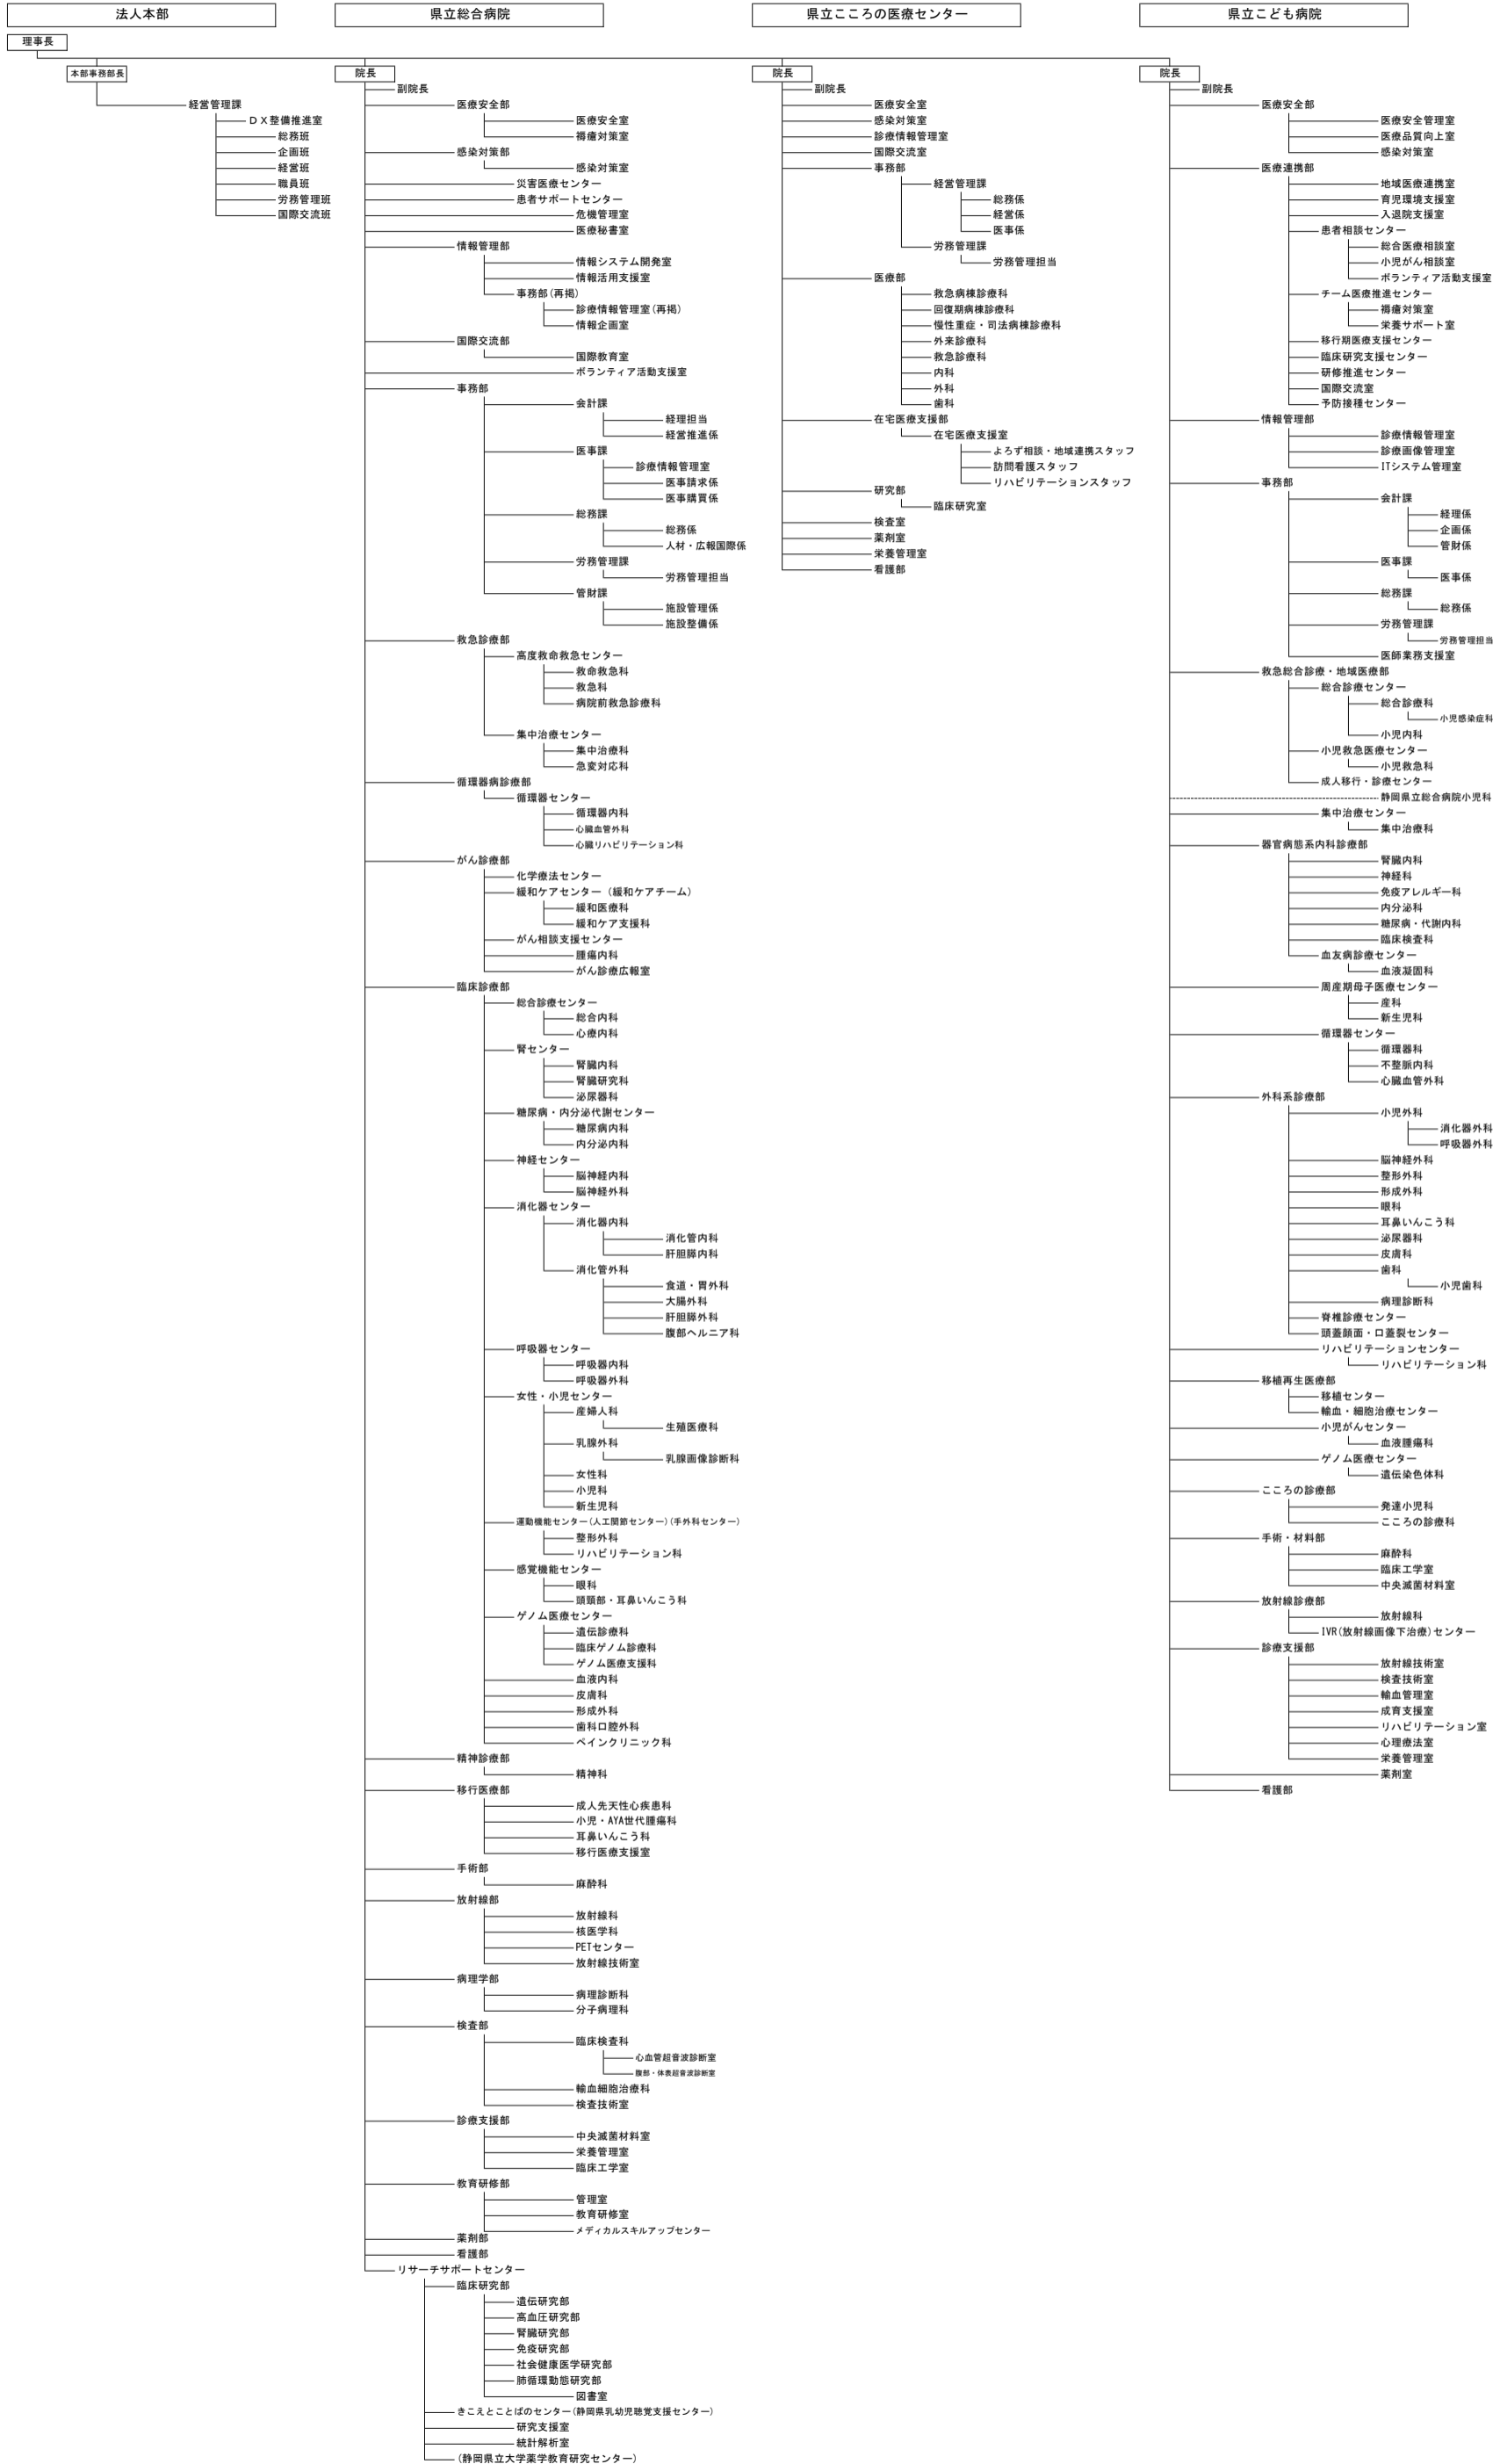 法人本部
理事長
本部事務部長
経営管理課
ＤＸ整備推進室
総務班
企画班
経営班
職員班
労務管理班
国際交流班
県立総合病院
院長
副院長
医療安全部
医療安全室
褥瘡対策室
感染対策部
感染対策室
災害医療センター
患者サポートセンター
危機管理室
医療秘書室
情報管理部
情報システム開発室
情報活用支援室
事務部(再掲)
診療情報管理室(再掲)
情報企画室
国際交流部
国際教育室
ボランティア活動支援室
事務部
会計課
経理担当
経営推進係
医事課
診療情報管理室
医事請求係
医事購買係
総務課
総務係
人材・広報国際係
労務管理課
労務管理担当
管財課
施設管理係
施設整備係
救急診療部
高度救命救急センター
救命救急科
救急科
病院前救急診療科
集中治療センター
集中治療科
急変対応科
循環器病診療部
循環器センター
循環器内科
心臓血管外科
心臓リハビリテーション科
がん診療部
化学療法センター
緩和ケアセンター（緩和ケアチーム）
緩和医療科
緩和ケア支援科
がん相談支援センター
腫瘍内科
がん診療広報室
臨床診療部
総合診療センター
総合内科
心療内科
腎センター
腎臓内科
腎臓研究科
泌尿器科
糖尿病・内分泌代謝センター
糖尿病内科
内分泌内科
神経センター
脳神経内科
脳神経外科
消化器センター
消化器内科
消化管内科
肝胆膵内科
消化管外科
食道・胃外科
大腸外科
肝胆膵外科
腹部ヘルニア科
呼吸器センター
呼吸器内科
呼吸器外科
女性・小児センター
産婦人科
生殖医療科
乳腺外科
乳腺画像診断科
女性科
小児科
新生児科
運動機能センター(人工関節センター)(手外科センター)
整形外科
リハビリテーション科
感覚機能センター
眼科
頭頸部・耳鼻いんこう科
ゲノム医療センター
遺伝診療科
臨床ゲノム診療科
ゲノム医療支援科
血液内科
皮膚科
形成外科
歯科口腔外科
ペインクリニック科
精神診療部
精神科
移行医療部
成人先天性心疾患科
小児・AYA世代腫瘍科
耳鼻いんこう科
移行医療支援室
手術部
麻酔科
放射線部
放射線科
核医学科
PETセンター
放射線技術室
病理学部
病理診断科
分子病理科
検査部
臨床検査科
心血管超音波診断室
腹部・体表超音波診断室
輸血細胞治療科
検査技術室
診療支援部
中央滅菌材料室
栄養管理室
臨床工学室
教育研修部
管理室
教育研修室
メディカルスキルアップセンター
薬剤部
看護部
リサーチサポートセンター
臨床研究部
遺伝研究部
高血圧研究部
腎臓研究部
免疫研究部
社会健康医学研究部
肺循環動態研究部
図書室
きこえとことばのセンター(静岡県乳幼児聴覚支援センター)
研究支援室
統計解析室
(静岡県立大学薬学教育研究センター)
県立こころの医療センター
院長
副院長
医療安全室
感染対策室
診療情報管理室
国際交流室
事務部
経営管理課
総務係
経営係
医事係
労務管理課
労務管理担当
医療部
救急病棟診療科
回復期病棟診療科
慢性重症・司法病棟診療科
外来診療科
救急診療科
内科
外科
歯科
在宅医療支援部
在宅医療支援室
よろず相談・地域連携スタッフ
訪問看護スタッフ
リハビリテーションスタッフ
研究部
臨床研究室
検査室
薬剤室
栄養管理室
看護部
県立こども病院
院長
副院長
医療安全部
医療安全管理室
医療品質向上室
感染対策室
医療連携部
地域医療連携室
育児環境支援室
入退院支援室
患者相談センター
総合医療相談室
小児がん相談室
ボランティア活動支援室
チーム医療推進センター
褥瘡対策室
栄養サポート室
移行期医療支援センター
臨床研究支援センター
研修推進センター
国際交流室
予防接種センター
情報管理部
診療情報管理室
診療画像管理室
ITシステム管理室
事務部
会計課
経理係
企画係
管財係
医事課
医事係
総務課
総務係
労務管理課
労務管理担当
医師業務支援室
救急総合診療・地域医療部
総合診療センター
総合診療科
小児感染症科
小児内科
小児救急医療センター
小児救急科
成人移行・診療センター
静岡県立総合病院小児科
集中治療センター
集中治療科
器官病態系内科診療部
腎臓内科
神経科
免疫アレルギー科
内分泌科
糖尿病・代謝内科
臨床検査科
血友病診療センター
血液凝固科
周産期母子医療センター
産科
新生児科
循環器センター
循環器科
不整脈内科
心臓血管外科
外科系診療部
小児外科
消化器外科
呼吸器外科
脳神経外科
整形外科
形成外科
眼科
耳鼻いんこう科
泌尿器科
皮膚科
歯科
小児歯科
病理診断科
脊椎診療センター
頭蓋顔面・口蓋裂センター
リハビリテーションセンター
リハビリテーション科
移植再生医療部
移植センター
輸血・細胞治療センター
小児がんセンター
血液腫瘍科
ゲノム医療センター
遺伝染色体科
こころの診療部
発達小児科
こころの診療科
手術・材料部
麻酔科
臨床工学室
中央滅菌材料室
放射線診療部
放射線科
IVR(放射線画像下治療)センター
診療支援部
放射線技術室
検査技術室
輸血管理室
成育支援室
リハビリテーション室
心理療法室
栄養管理室
薬剤室
看護部